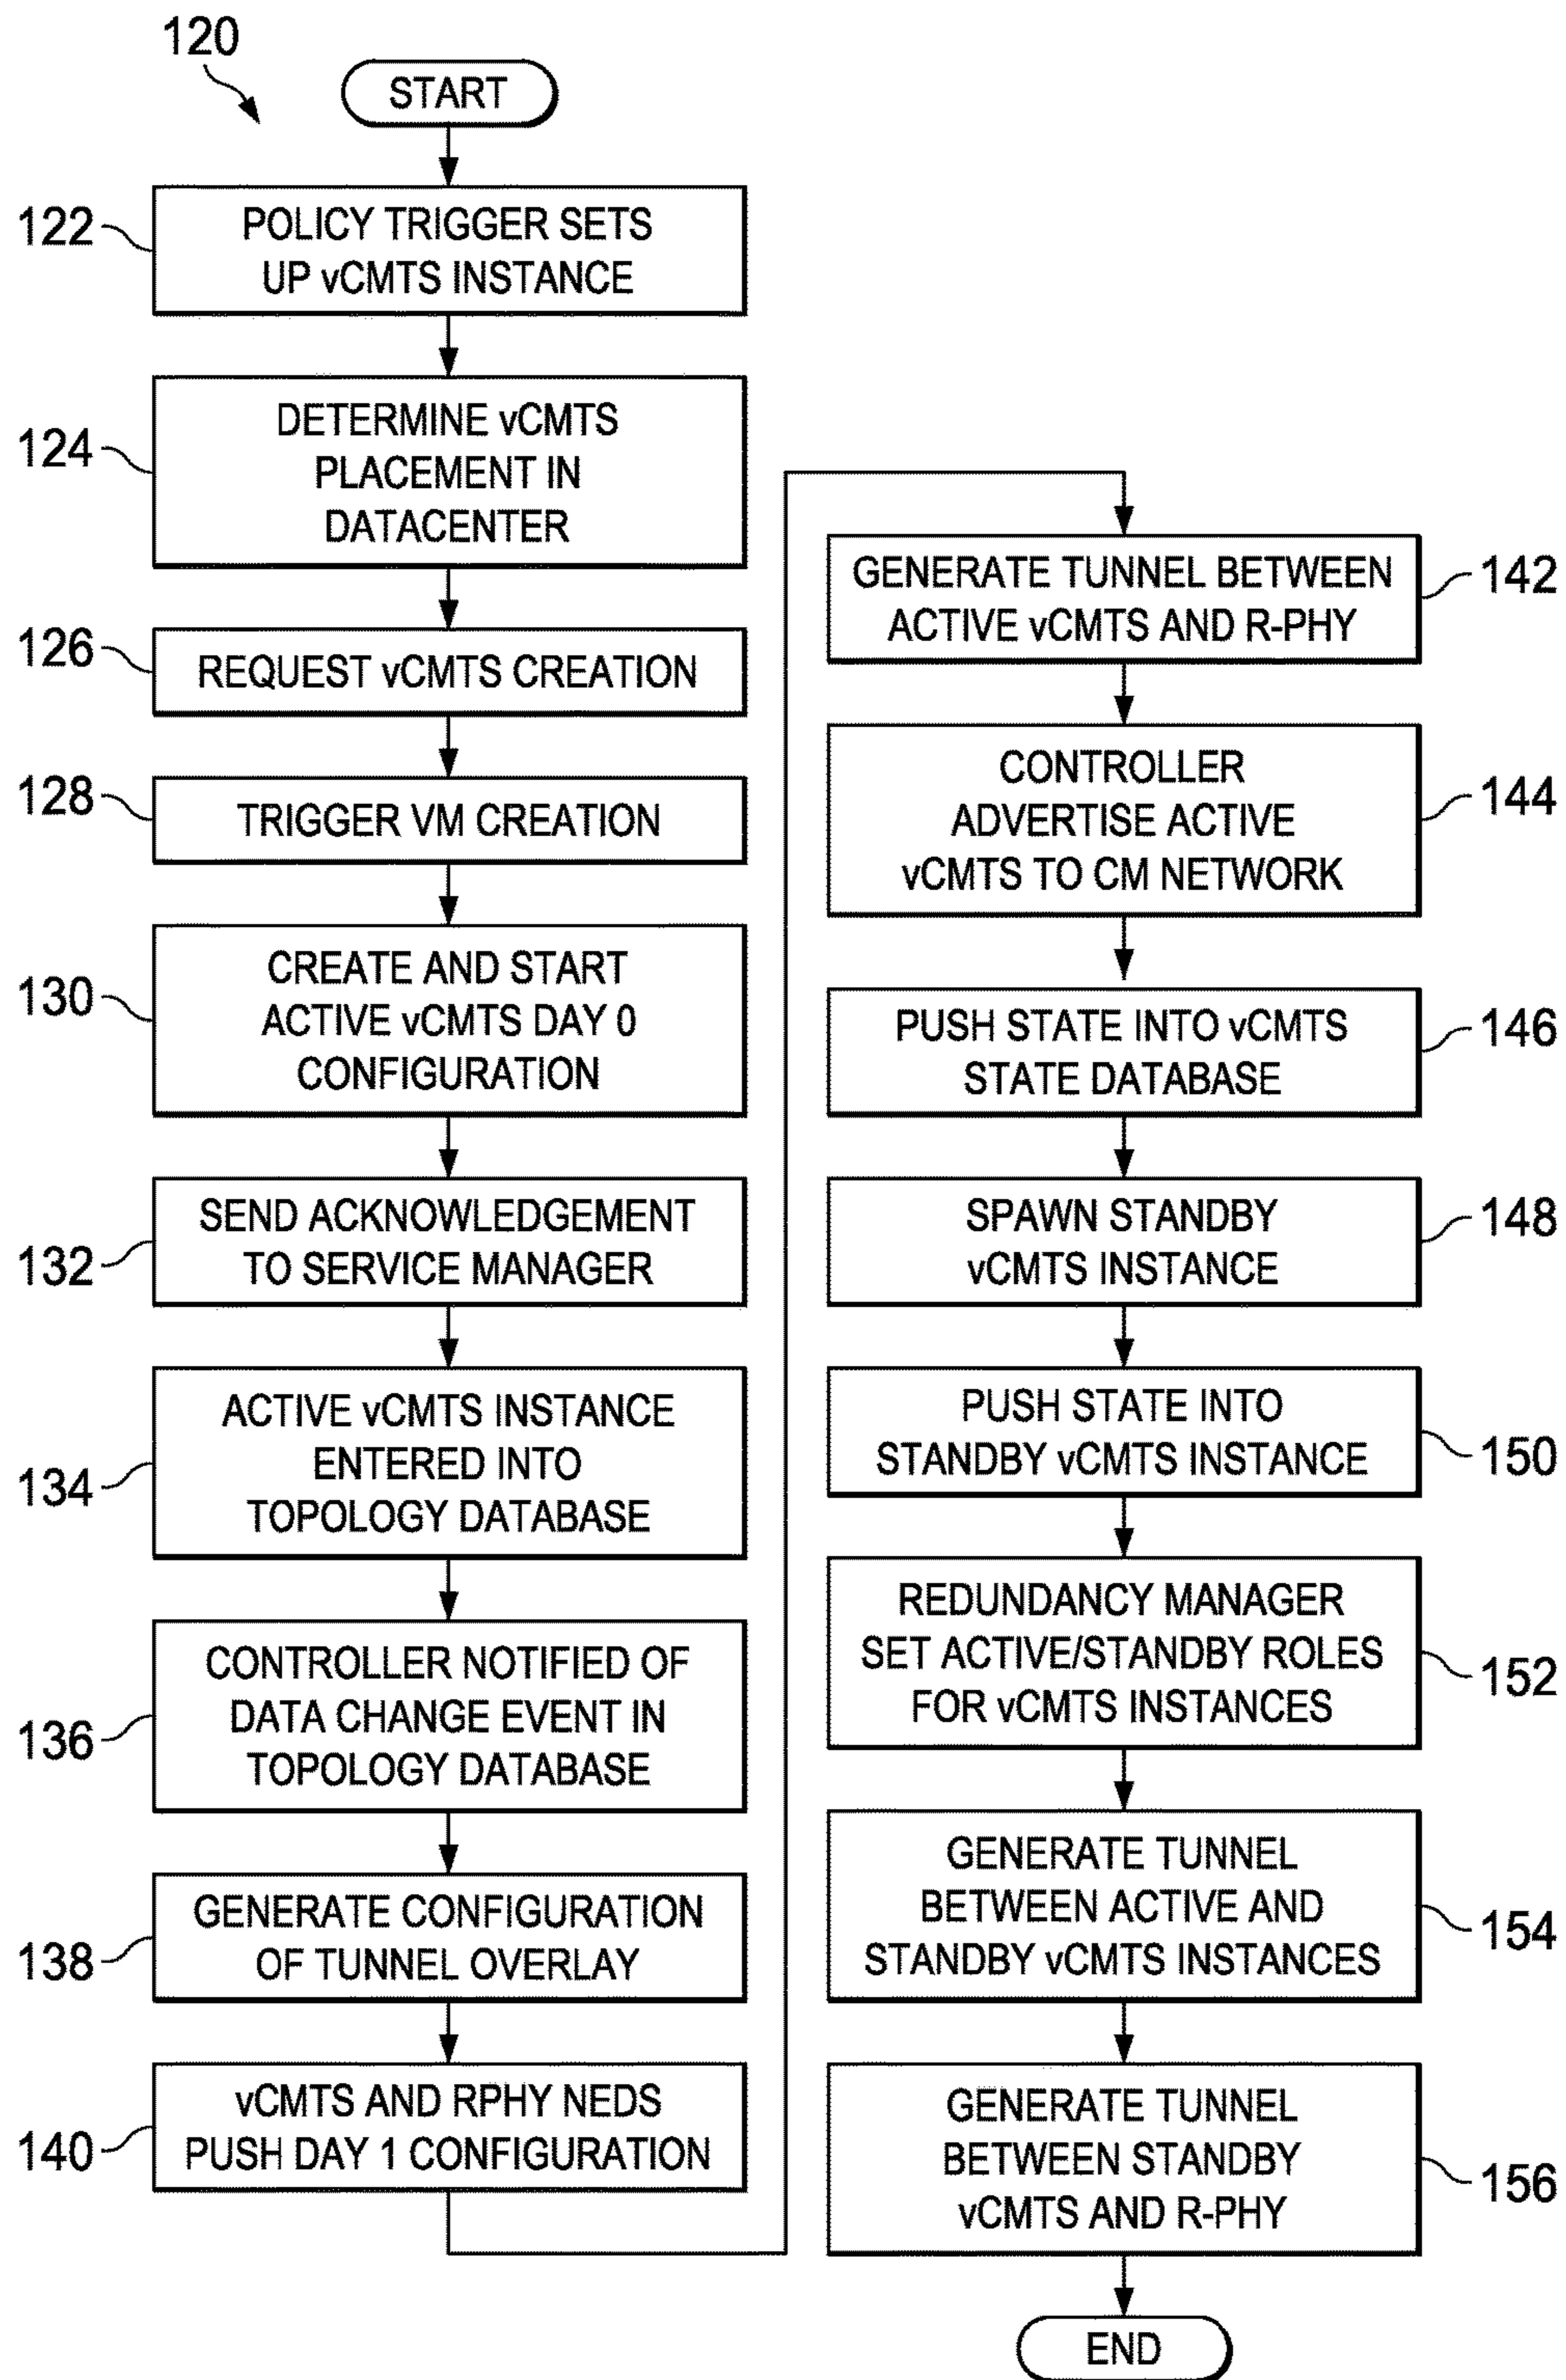 120
START
122
POLICY TRIGGER SETS
UP vCMTS INSTANCE
124
DETERMINE vCMTS
PLACEMENT IN
DATACENTER
126
REQUEST vCMTS CREATION
128
TRIGGER VM CREATION
130
CREATE AND START
ACTIVE vCMTS DAY 0
CONFIGURATION
132
SEND ACKNOWLEDGEMENT
TO SERVICE MANAGER
134
ACTIVE vCMTS INSTANCE
ENTERED INTO
TOPOLOGY DATABASE
136
CONTROLLER NOTIFIED OF
DATA CHANGE EVENT IN
TOPOLOGY DATABASE
138
GENERATE CONFIGURATION
OF TUNNEL OVERLAY
140
vCMTS AND RPHY NEDS
PUSH DAY 1 CONFIGURATION
GENERATE TUNNEL BETWEEN
ACTIVE vCMTS AND R-PHY
142
CONTROLLER
ADVERTISE ACTIVE
vCMTS TO CM NETWORK
144
PUSH STATE INTO vCMTS
STATE DATABASE
146
SPAWN STANDBY
vCMTS INSTANCE
148
PUSH STATE INTO
STANDBY vCMTS INSTANCE
150
REDUNDANCY MANAGER
SET ACTIVE/STANDBY ROLES
FOR vCMTS INSTANCES
152
GENERATE TUNNEL
BETWEEN ACTIVE AND
STANDBY vCMTS INSTANCES
154
GENERATE TUNNEL
BETWEEN STANDBY
vCMTS AND R-PHY
156
END